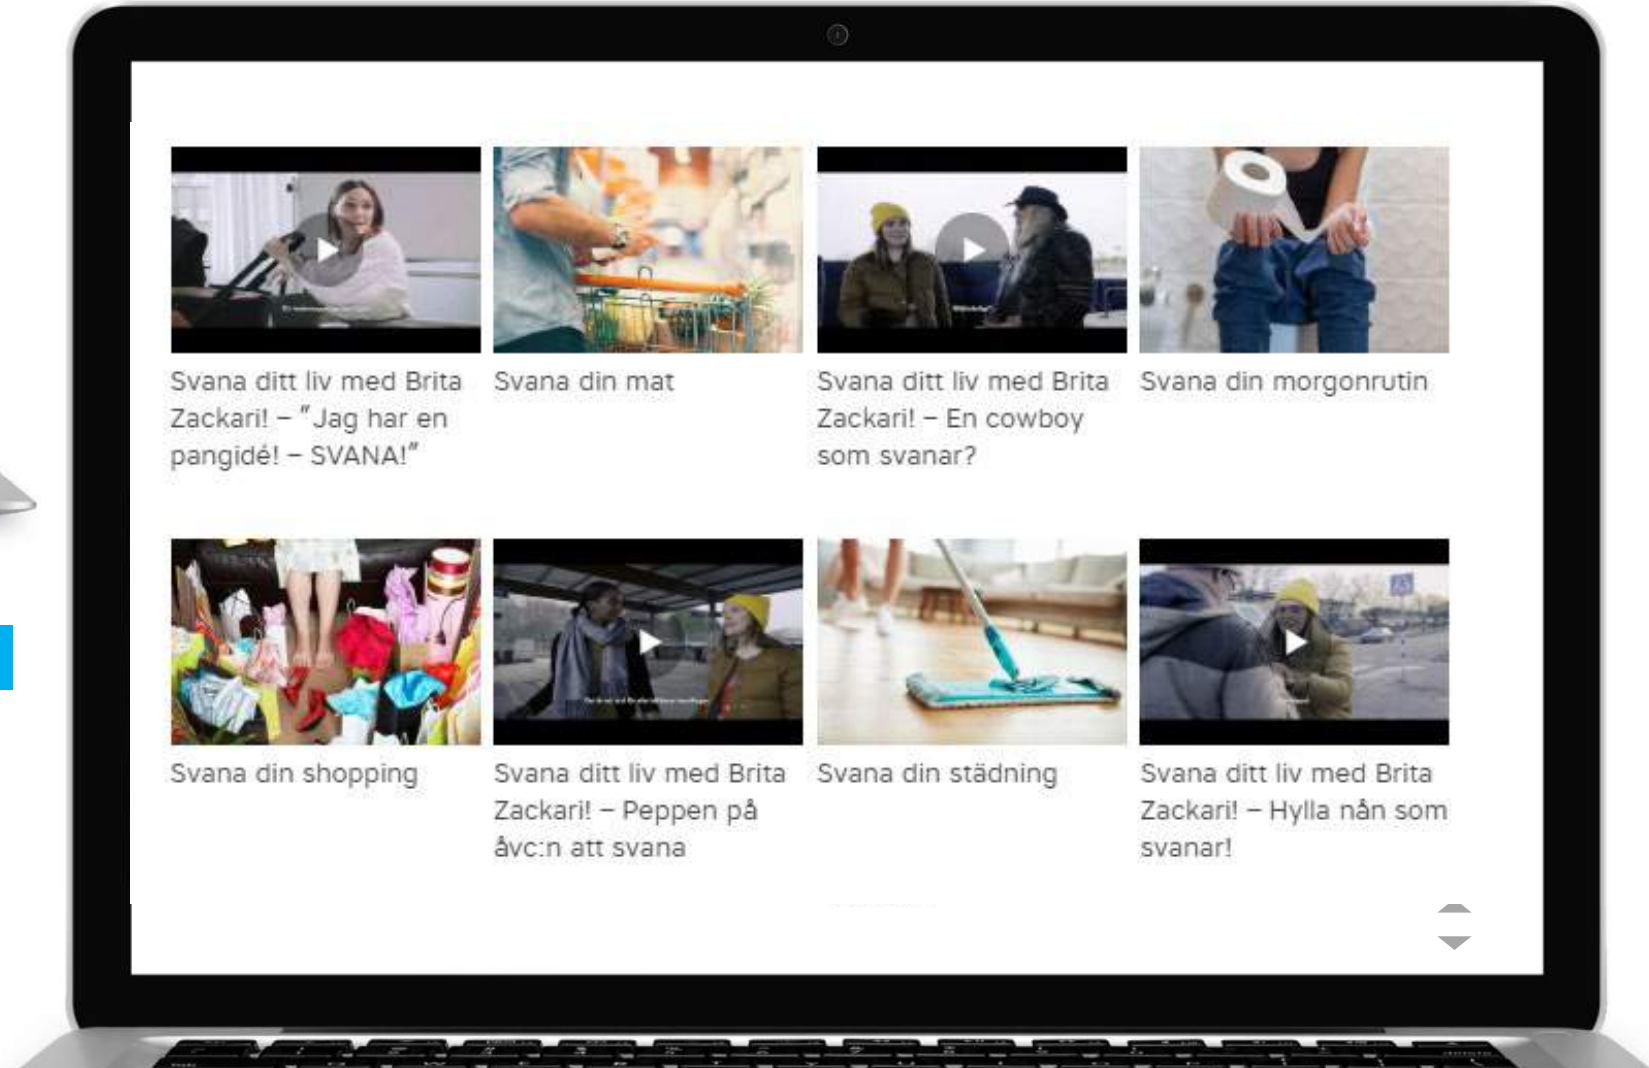 Svana ditt liv med Brita
Zackari! – "Jag har en
pangidé! – SVANA!"
Svana din mat
Svana ditt liv med Brita
Zackari! – En cowboy
som svanar?
Svana din morgonrutin
Svana din shopping
Svana ditt liv med Brita
Zackari! – Peppen på
åvc:n att svana
Svana din städning
Svana ditt liv med Brita
Zackari! – Hylla nån som
svanar!